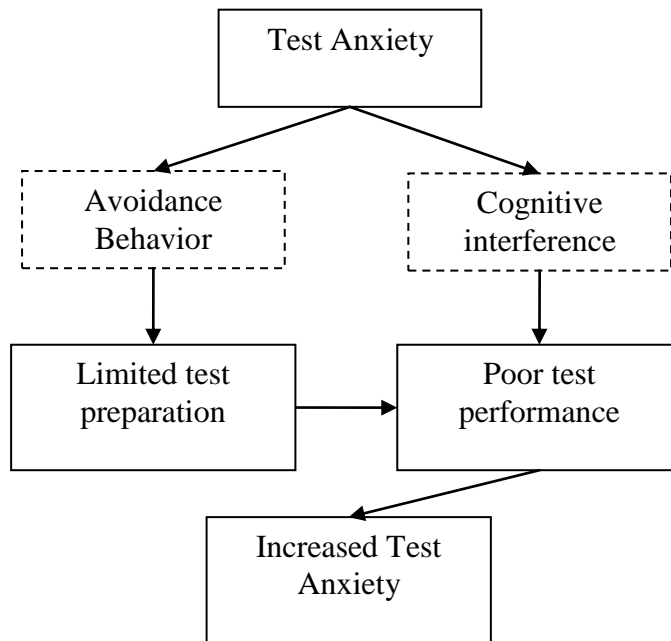 Test Anxiety
Avoidance
Behavior
Cognitive
interference
Limited test
preparation
Poor test
performance
Increased Test
Anxiety